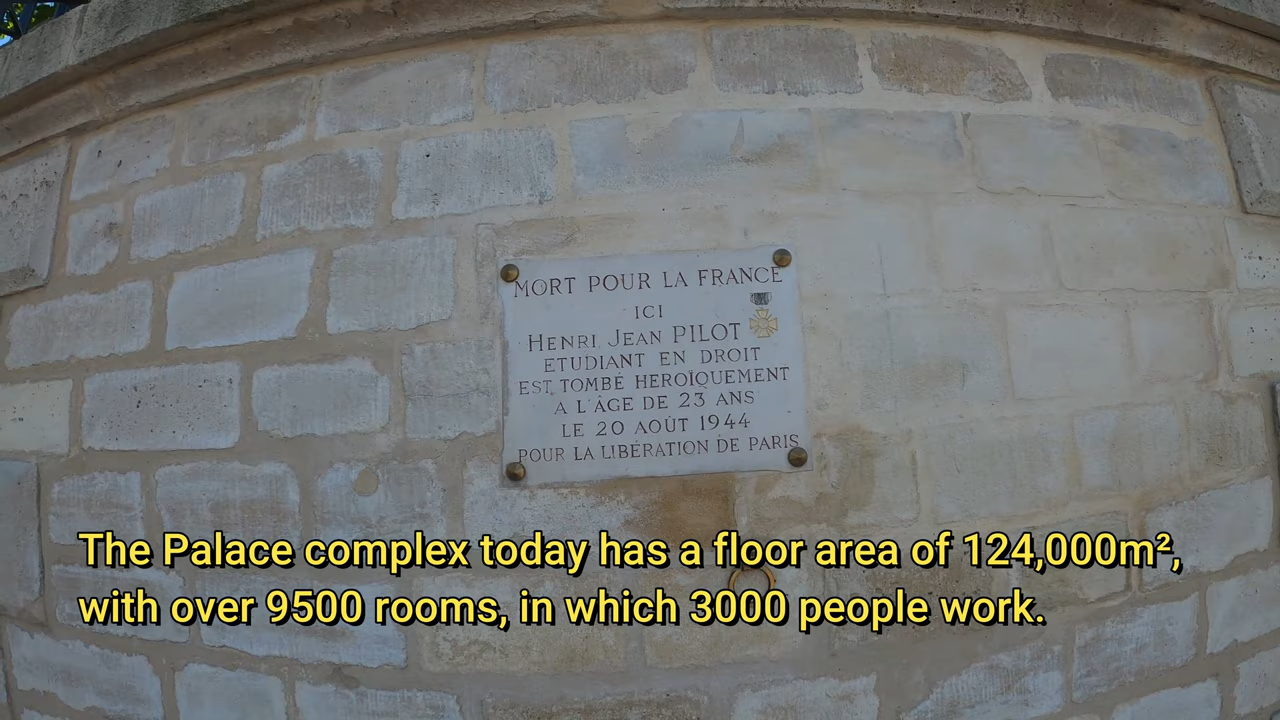 MORT POUR LA FRANCE
ICI
HENRI JEAN PILOT
ETUDIANT EN DROIT
EST TOMBÉ HEROÏQUEMENT
A L'ÂGE DE 23 ANS
LE 20 AOÛT 1944
POUR LA LIBÉRATION DE PARIS
The Palace complex today has a floor area of 124,000m²,
with over 9500 rooms, in which 3000 people work.